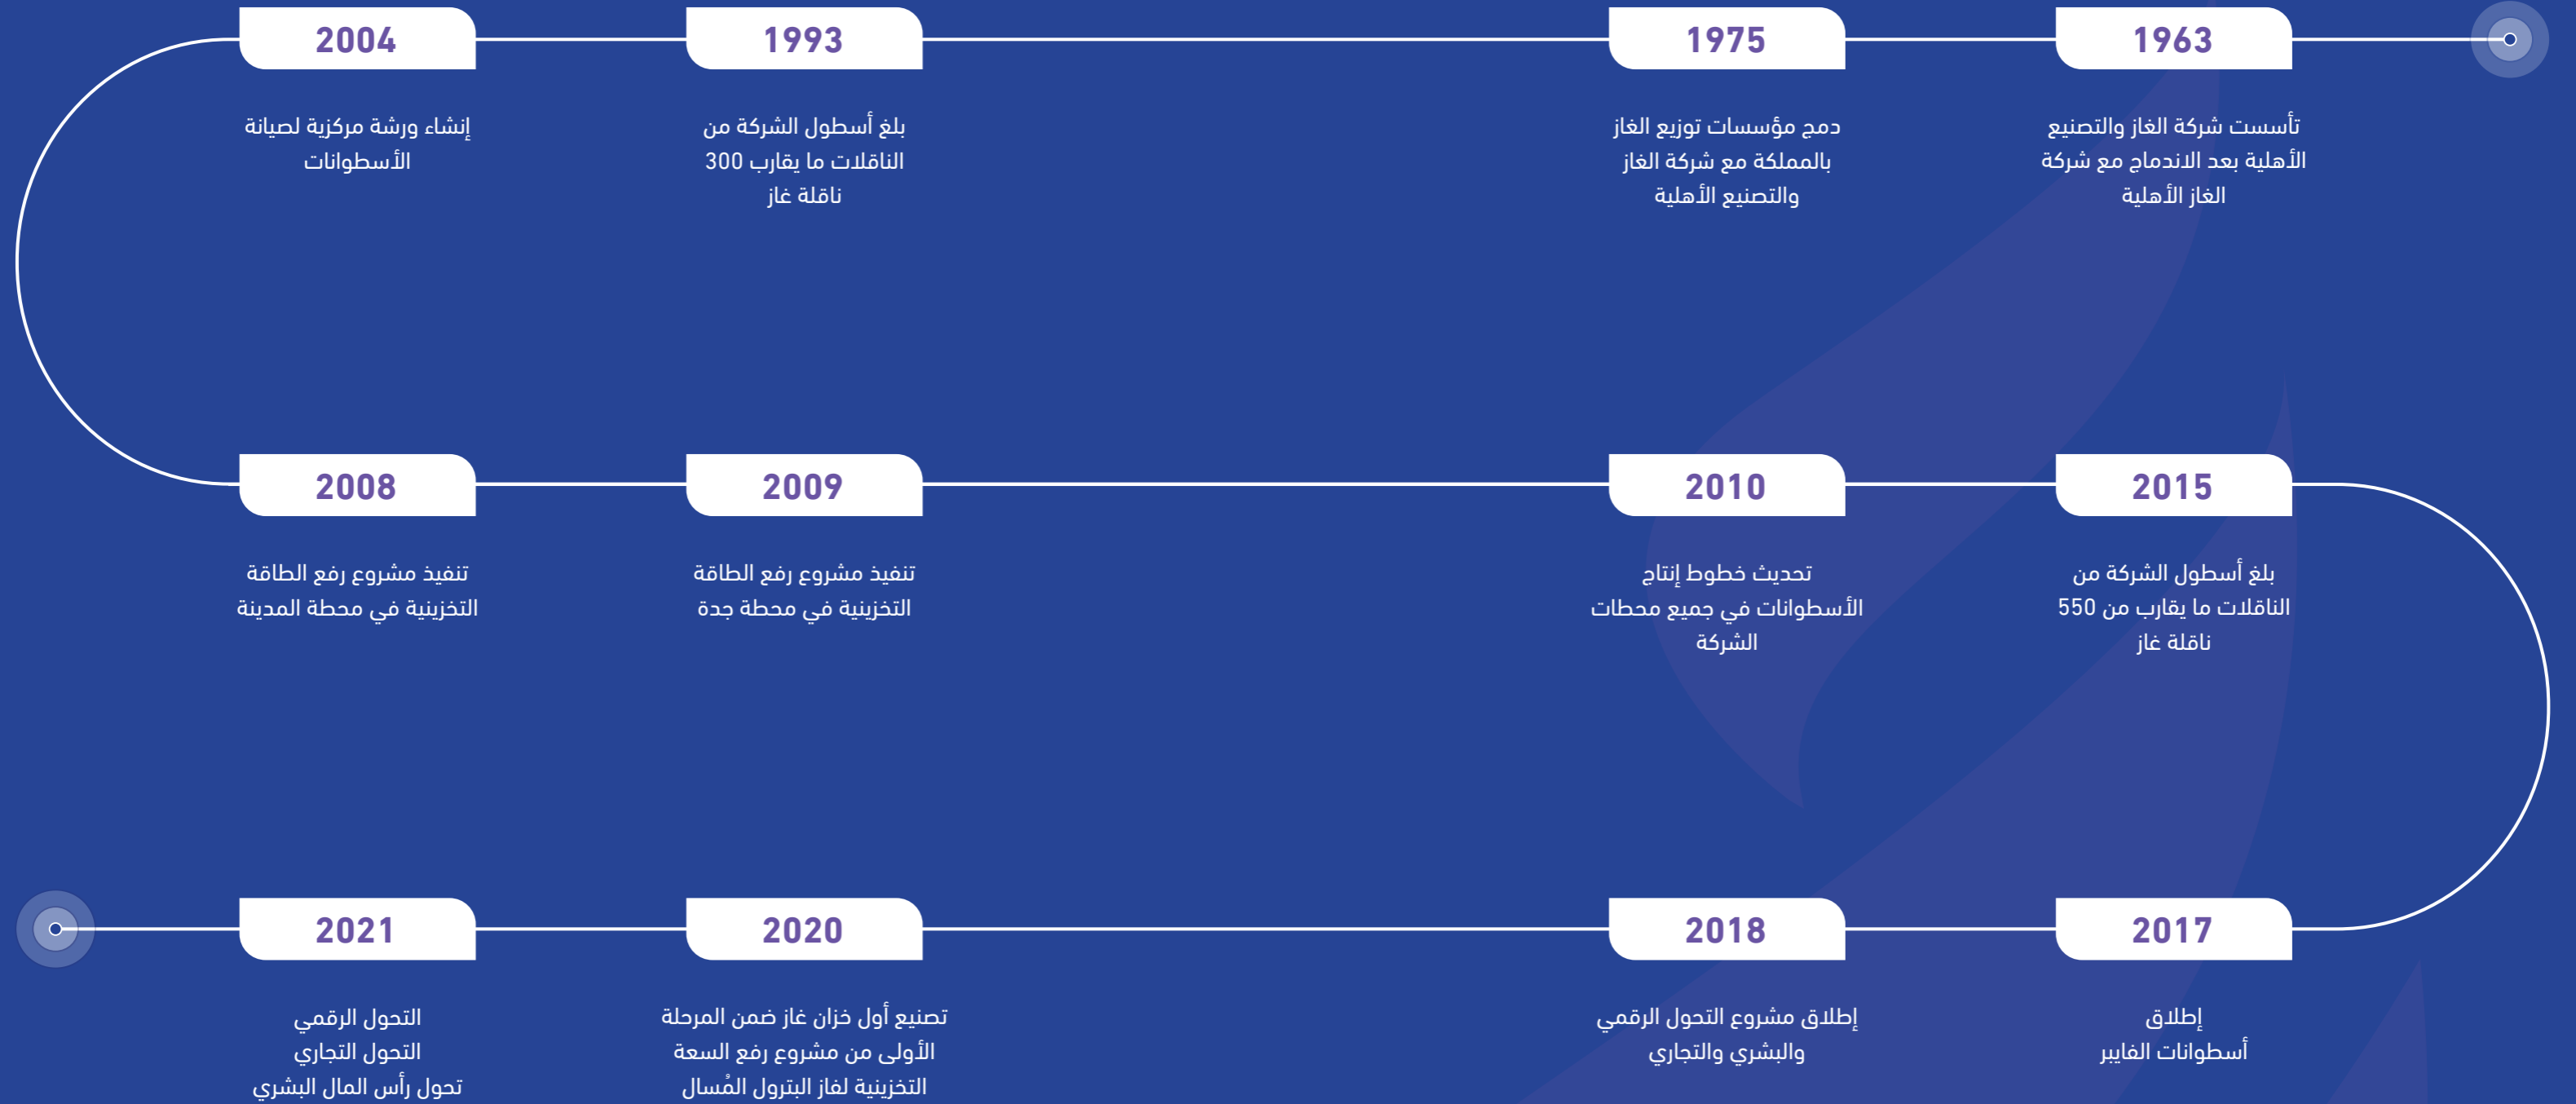 1963
تأسست شركة الغاز والتصنيع
الأهلية بعد الاندماج مع شركة
الغاز الأهلية
1975
دمج مؤسسات توزيع الغاز
بالمملكة مع شركة الغاز
والتصنيع الأهلية
1993
بلغ أسطول الشركة من
الناقلات ما يقارب 300
ناقلة غاز
2004
إنشاء ورشة مركزية لصيانة
الأسطوانات
2008
تنفيذ مشروع رفع الطاقة
التخزينية في محطة المدينة
2009
تنفيذ مشروع رفع الطاقة
التخزينية في محطة جدة
2010
تحديث خطوط إنتاج
الأسطوانات في جميع محطات
الشركة
2015
بلغ أسطول الشركة من
الناقلات ما يقارب من 550
ناقلة غاز
2017
إطلاق
أسطوانات الفايبر
2018
إطلاق مشروع التحول الرقمي
والبشري والتجاري
2020
تصنيع أول خزان غاز ضمن المرحلة
الأولى من مشروع رفع السعة
التخزينية لغاز البترول المُسال
2021
التحول الرقمي
التحول التجاري
تحول رأس المال البشري